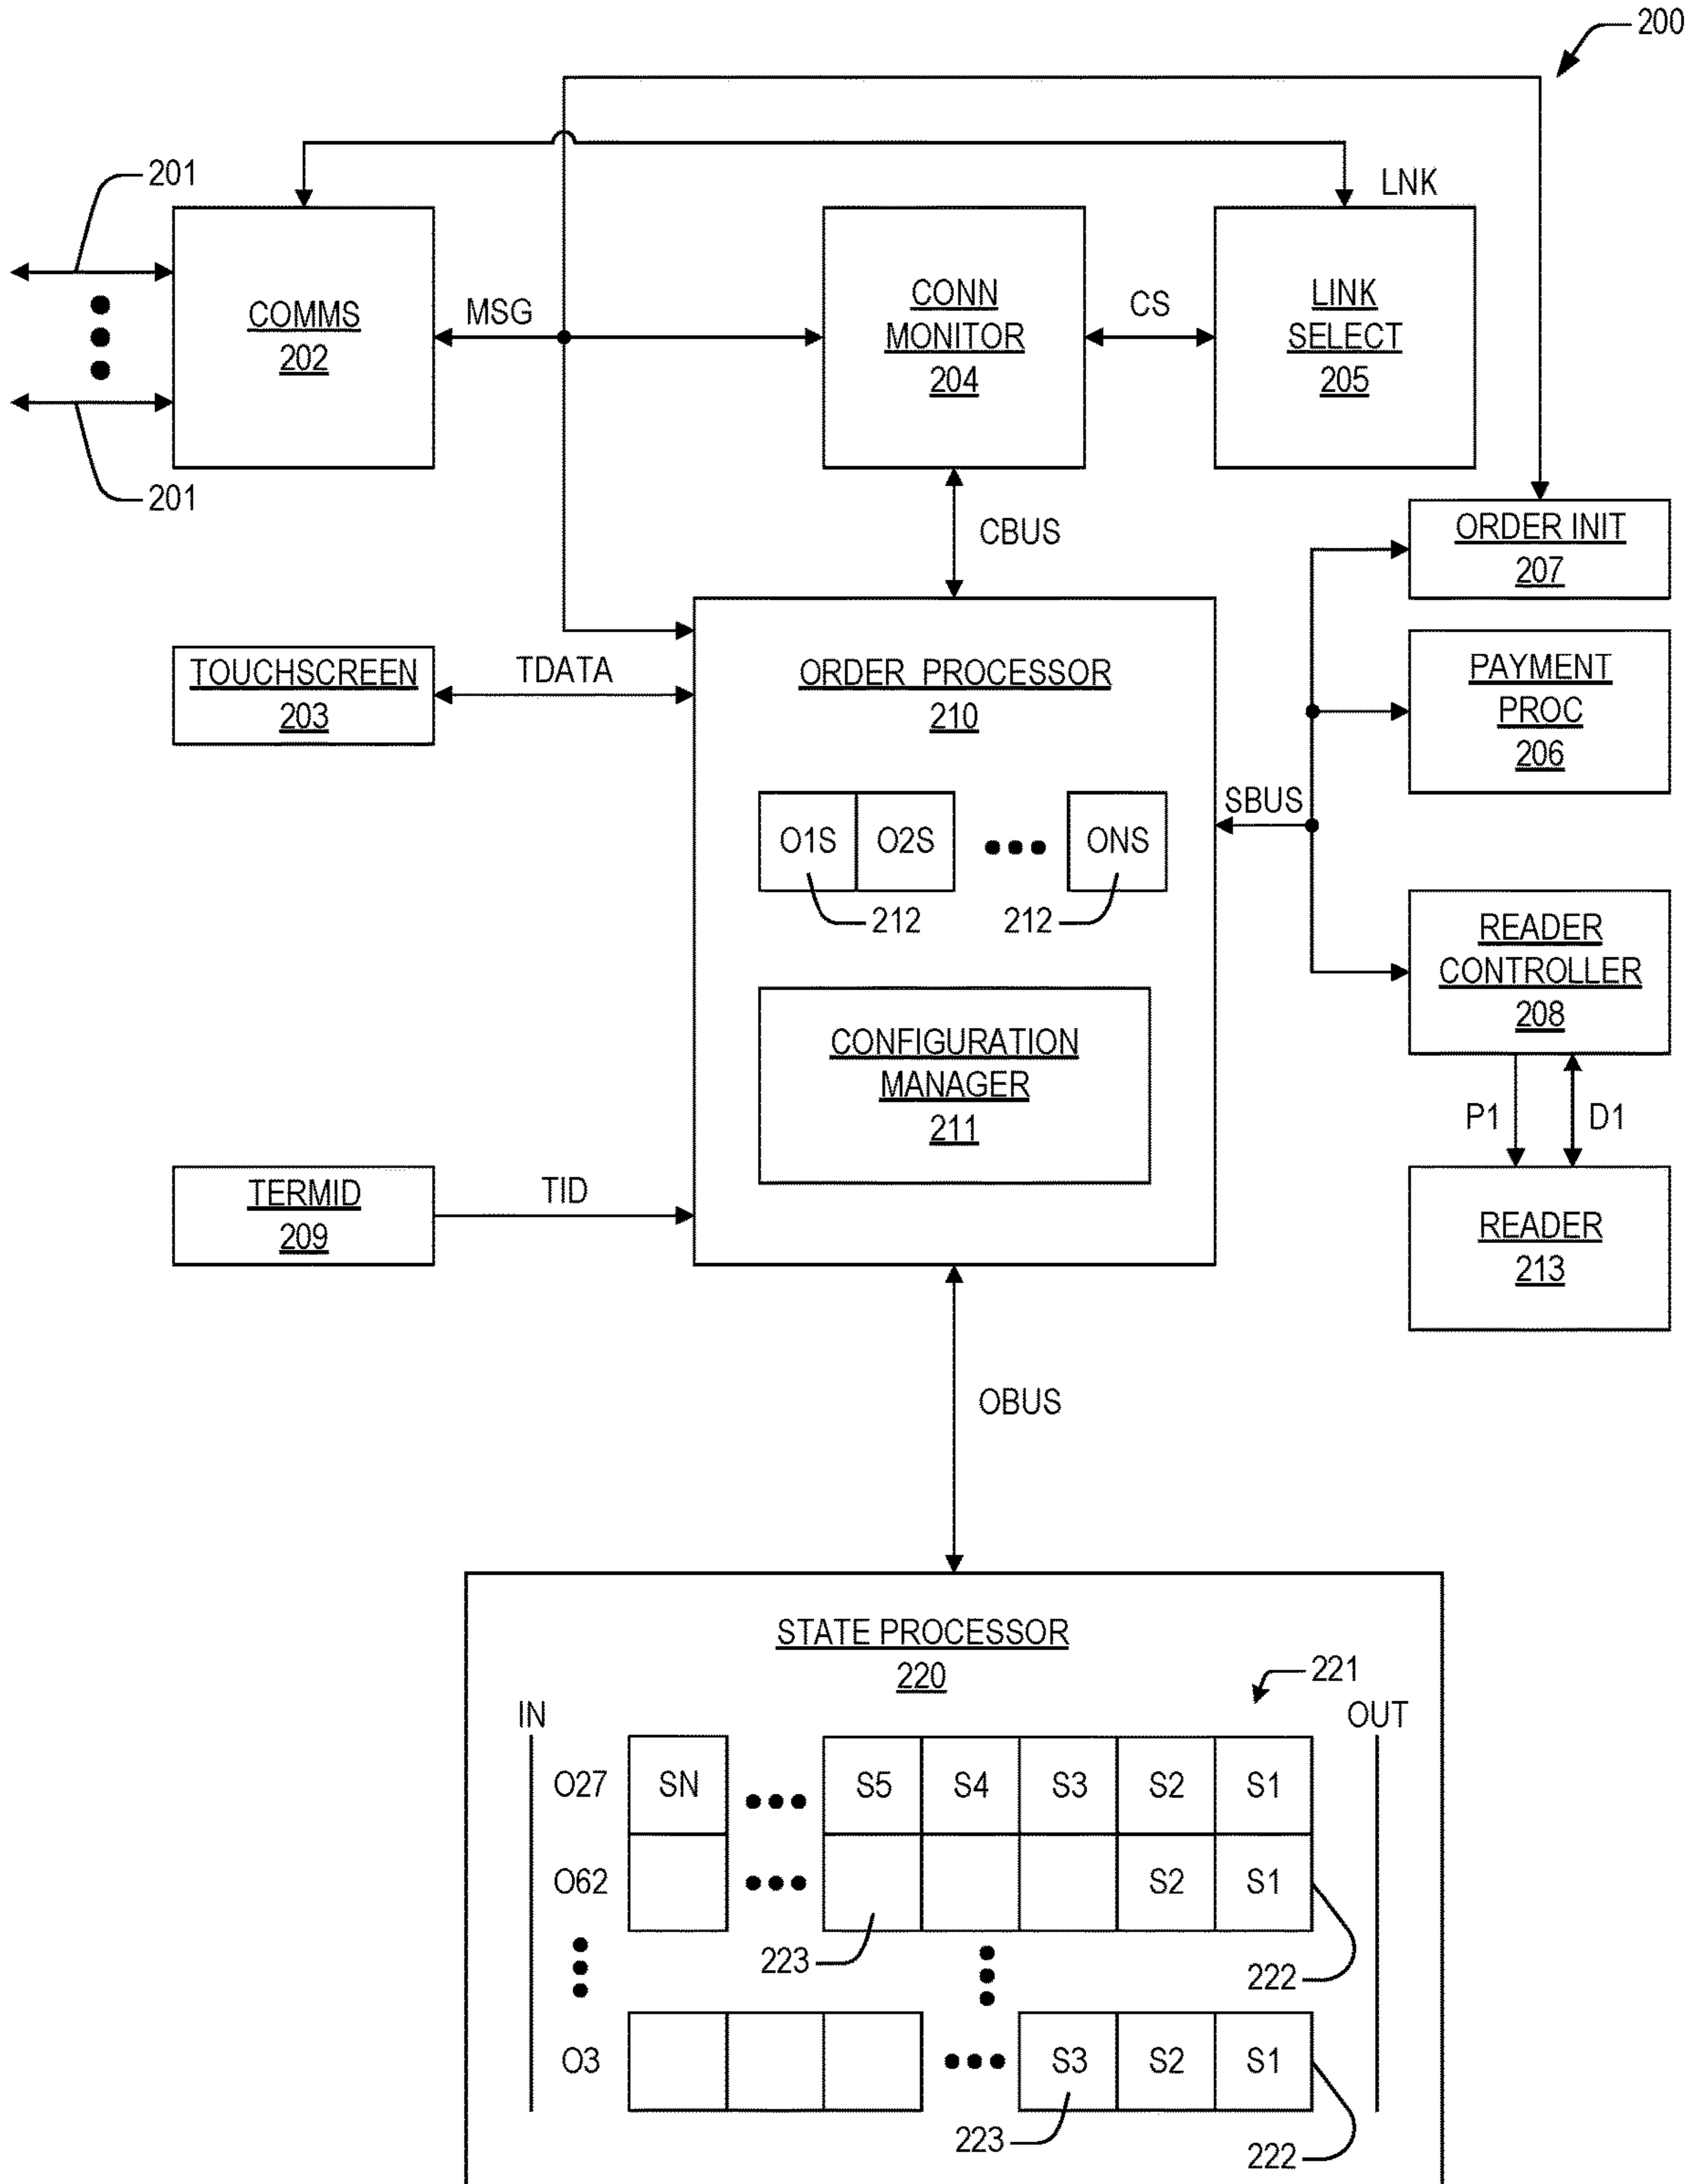 200
201
LNK
COMMS
202
MSG
CONN
MONITOR
204
CS
LINK
SELECT
205
201
CBUS
ORDER INIT
207
TOUCHSCREEN
203
TDATA
ORDER PROCESSOR
210
PAYMENT
PROC
206
SBUS
O1S O2S ONS
212 212
READER
CONTROLLER
208
CONFIGURATION
MANAGER
211
P1 D1
TERMID
209
TID
READER
213
OBUS
STATE PROCESSOR
220
221
IN OUT
O27 SN S5 S4 S3 S2 S1
O62 S2 S1
223 222
O3 S3 S2 S1
223 222